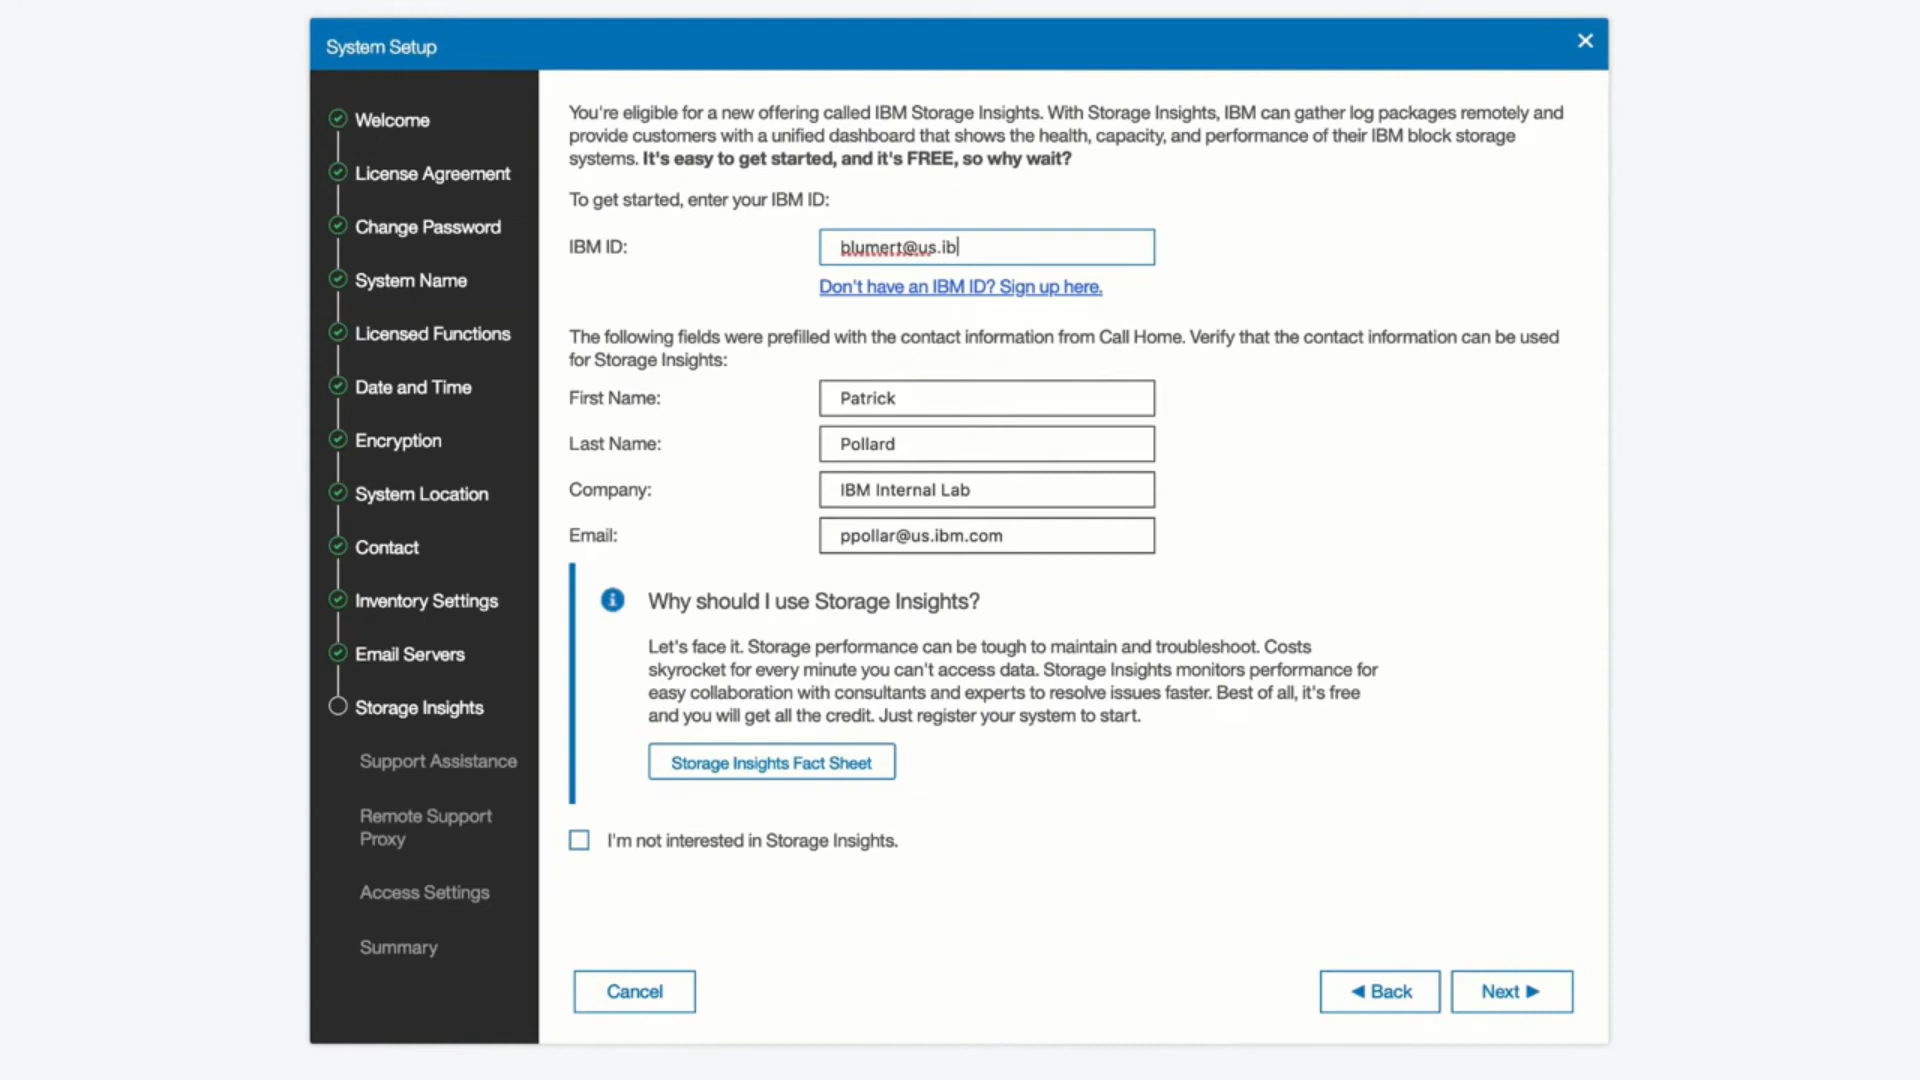 System Setup
Welcome
License Agreement
Change Password
System Name
Licensed Functions
Date and Time
Encryption
System Location
Contact
Inventory Settings
Email Servers
Storage Insights
Support Assistance
Remote Support
Proxy
Access Settings
Summary
You're eligible for a new offering called IBM Storage Insights. With Storage Insights, IBM can gather log packages remotely and
provide customers with a unified dashboard that shows the health, capacity, and performance of their IBM block storage
systems. It's easy to get started, and it's FREE, so why wait?
To get started, enter your IBM ID:
IBM ID: blumert@us.ib
Don't have an IBM ID? Sign up here.
The following fields were prefilled with the contact information from Call Home. Verify that the contact information can be used
for Storage Insights:
First Name: Patrick
Last Name: Pollard
Company: IBM Internal Lab
Email: ppollar@us.ibm.com
Why should I use Storage Insights?
Let's face it. Storage performance can be tough to maintain and troubleshoot. Costs
skyrocket for every minute you can't access data. Storage Insights monitors performance for
easy collaboration with consultants and experts to resolve issues faster. Best of all, it's free
and you will get all the credit. Just register your system to start.
Storage Insights Fact Sheet
I'm not interested in Storage Insights.
Cancel
Back
Next